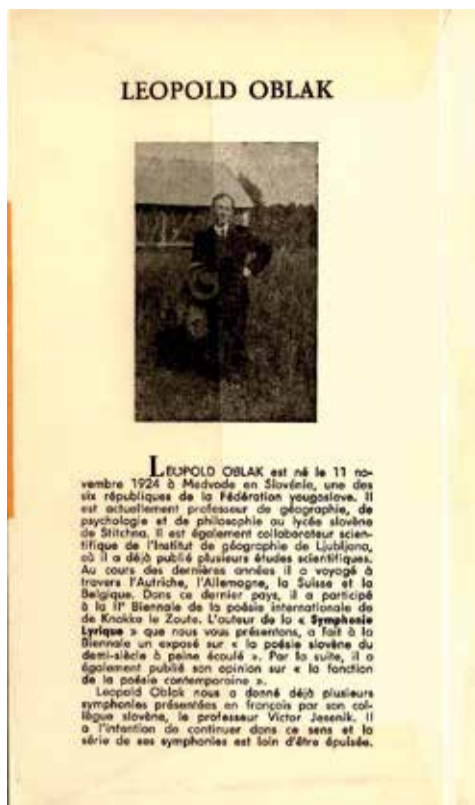 LEOPOLD OBLAK
LEOPOLD OBLAK est né le 11 no-
vembre 1924 à Medvode en Slovénie, une des
six républiques de la Fédération yougoslave. Il
est actuellement professeur de géographie, de
psychologie et de philosophie au lycée slovène
de Stitchna. Il est également collaborateur scien-
tifique de l'Institut de géographie de Ljubljana,
où il a déjà publié plusieurs études scientifiques.
Au cours des dernières années il a voyagé à
travers l'Autriche, l'Allemagne, la Suisse et la
Belgique. Dans ce dernier pays, il a participé
à la IIe Biennale de la poésie internationale de
de Knokke le Zoute. L'auteur de la « Symphonie
Lyrique » que nous vous présentons, a fait à la
Biennale un exposé sur « la poésie slovène du
demi-siècle à peine écoulé ». Par la suite, il a
également publié son opinion sur « la fonction
de la poésie contemporaine ».
Leopold Oblak nous a donné déjà plusieurs
symphonies présentées en français par son col-
lègue slovène, le professeur Victor Jesenik. Il
a l'intention de continuer dans ce sens et la
série de ses symphonies est loin d'être épuisée.